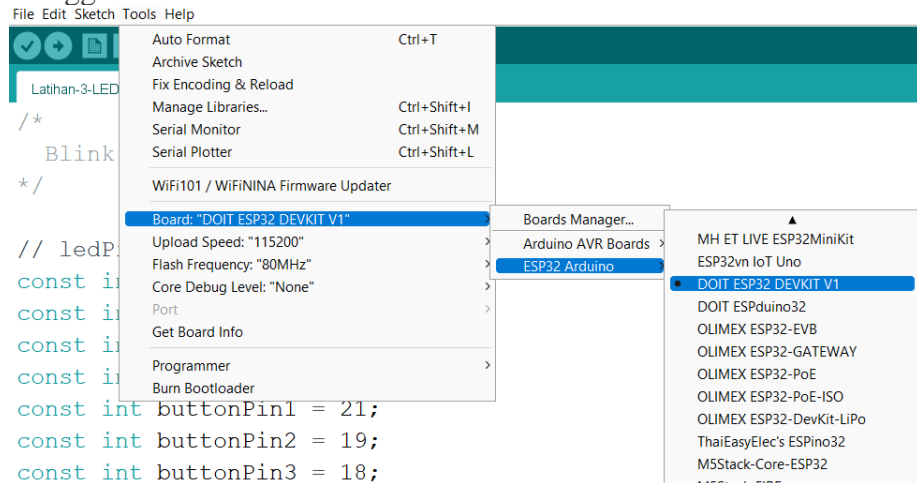 File Edit Sketch Tools Help
Auto Format Ctrl+T
Archive Sketch
Fix Encoding & Reload
Manage Libraries... Ctrl+Shift+I
Serial Monitor Ctrl+Shift+M
Serial Plotter Ctrl+Shift+L
WiFi101 / WiFiNINA Firmware Updater
Board: "DOIT ESP32 DEVKIT V1"
Upload Speed: "115200"
Flash Frequency: "80MHz"
Core Debug Level: "None"
Port
Get Board Info
Programmer
Burn Bootloader
Boards Manager...
Arduino AVR Boards
ESP32 Arduino
MH ET LIVE ESP32MiniKit
ESP32vn IoT Uno
DOIT ESP32 DEVKIT V1
DOIT ESPduino32
OLIMEX ESP32-EVB
OLIMEX ESP32-GATEWAY
OLIMEX ESP32-PoE
OLIMEX ESP32-PoE-ISO
OLIMEX ESP32-DevKit-LiPo
ThaiEasyElec's ESPino32
M5Stack-Core-ESP32
Latihan-3-LED
/*
Blink
*/
// ledP
const i
const i
const i
const i
const int buttonPin1 = 21;
const int buttonPin2 = 19;
const int buttonPin3 = 18;